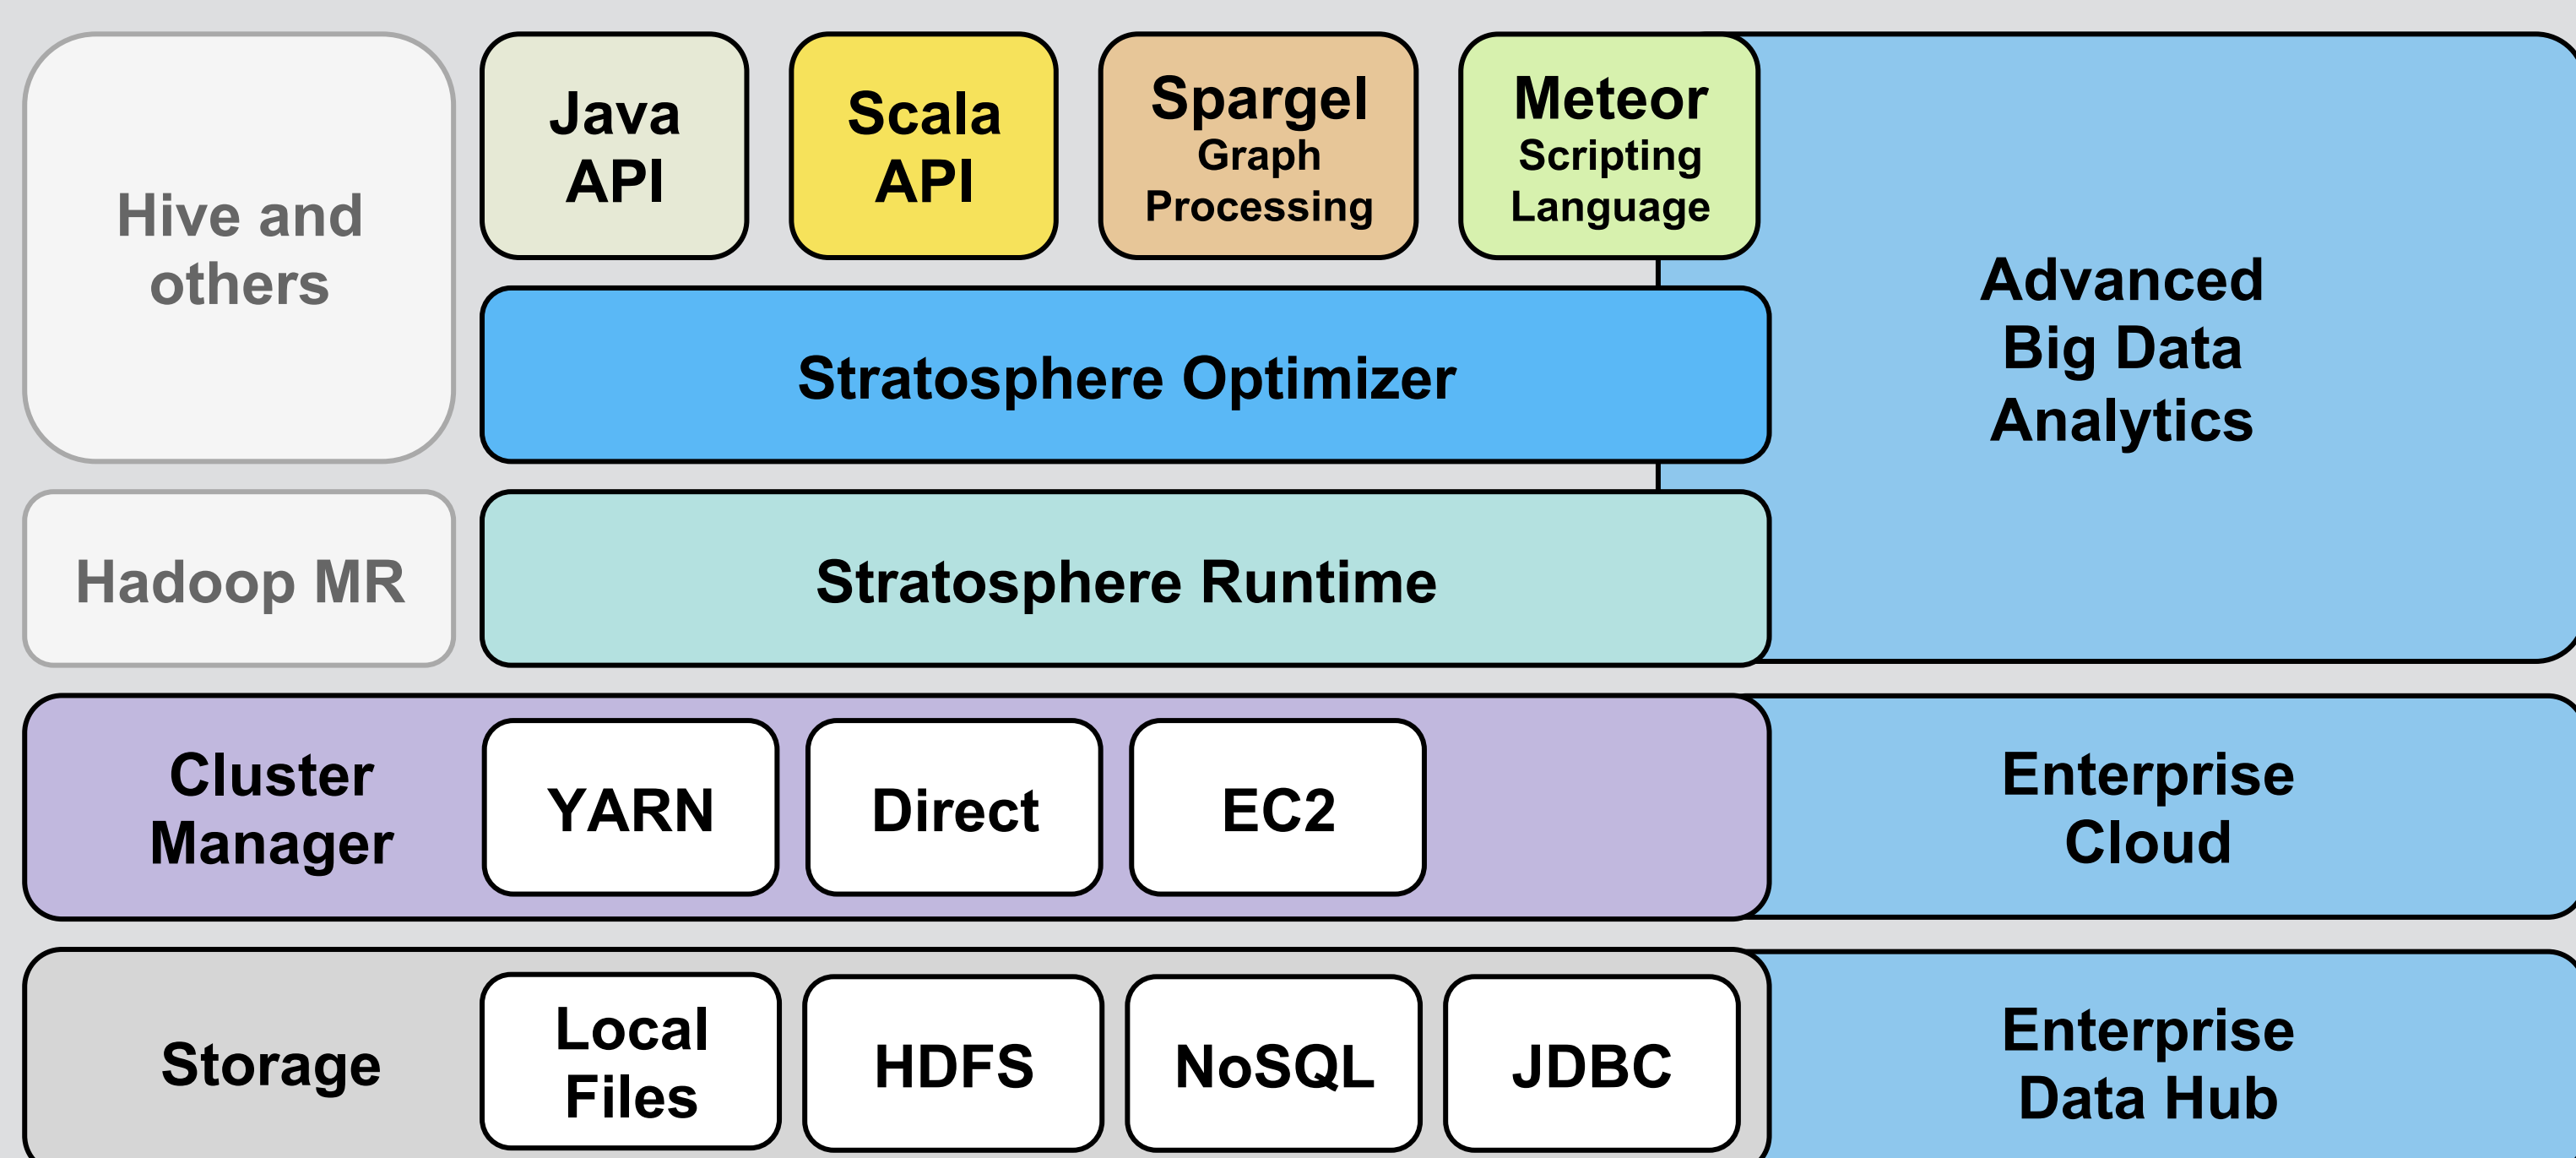 Hive and
others
Java
API
Scala
API
Spargel
Graph
Processing
Meteor
Scripting
Language
Advanced
Big Data
Analytics
Stratosphere Optimizer
Hadoop MR
Stratosphere Runtime
Cluster
Manager
YARN
Direct
EC2
Enterprise
Cloud
Storage
Local
Files
HDFS
NoSQL
JDBC
Enterprise
Data Hub